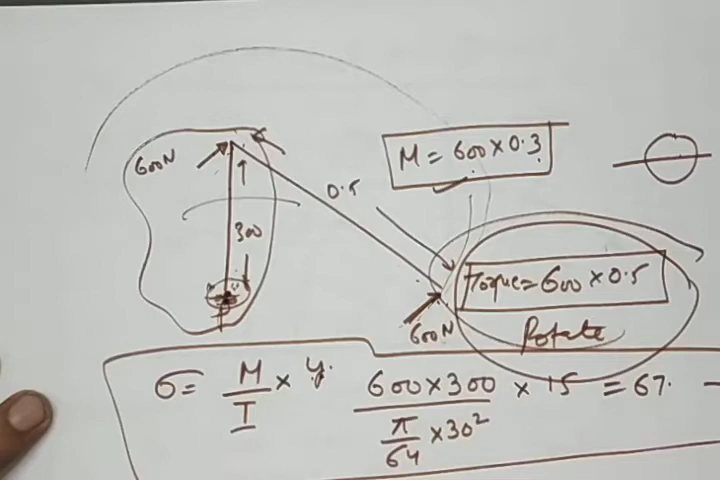 600N
M = 600 × 0.3
0.5
300
Torque = 600 × 0.5
600N
Rotate
σ = M/I × y. 600×300 / π/64 ×30² × 15 = 67.